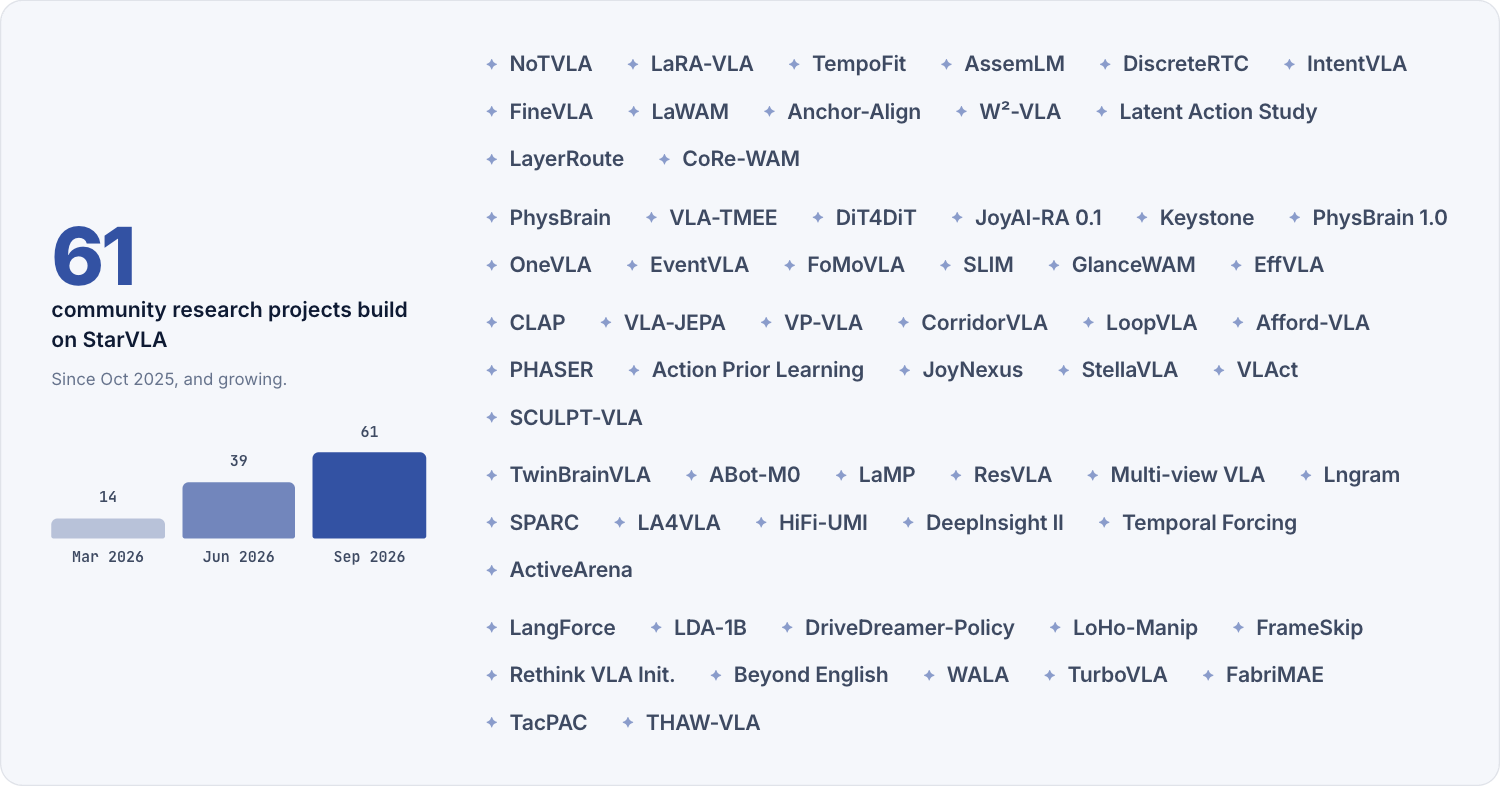 61
community research projects build
on StarVLA
Since Oct 2025, and growing.
14
39
61
Mar 2026
Jun 2026
Sep 2026
✦ NoTVLA ✦ LaRA-VLA ✦ TempoFit ✦ AssemLM ✦ DiscreteRTC ✦ IntentVLA
✦ FineVLA ✦ LaWAM ✦ Anchor-Align ✦ W²-VLA ✦ Latent Action Study
✦ LayerRoute ✦ CoRe-WAM
✦ PhysBrain ✦ VLA-TMEE ✦ DiT4DiT ✦ JoyAI-RA 0.1 ✦ Keystone ✦ PhysBrain 1.0
✦ OneVLA ✦ EventVLA ✦ FoMoVLA ✦ SLIM ✦ GlanceWAM ✦ EffVLA
✦ CLAP ✦ VLA-JEPA ✦ VP-VLA ✦ CorridorVLA ✦ LoopVLA ✦ Afford-VLA
✦ PHASER ✦ Action Prior Learning ✦ JoyNexus ✦ StellaVLA ✦ VLAct
✦ SCULPT-VLA
✦ TwinBrainVLA ✦ ABot-M0 ✦ LaMP ✦ ResVLA ✦ Multi-view VLA ✦ Lngram
✦ SPARC ✦ LA4VLA ✦ HiFi-UMI ✦ DeepInsight II ✦ Temporal Forcing
✦ ActiveArena
✦ LangForce ✦ LDA-1B ✦ DriveDreamer-Policy ✦ LoHo-Manip ✦ FrameSkip
✦ Rethink VLA Init. ✦ Beyond English ✦ WALA ✦ TurboVLA ✦ FabriMAE
✦ TacPAC ✦ THAW-VLA